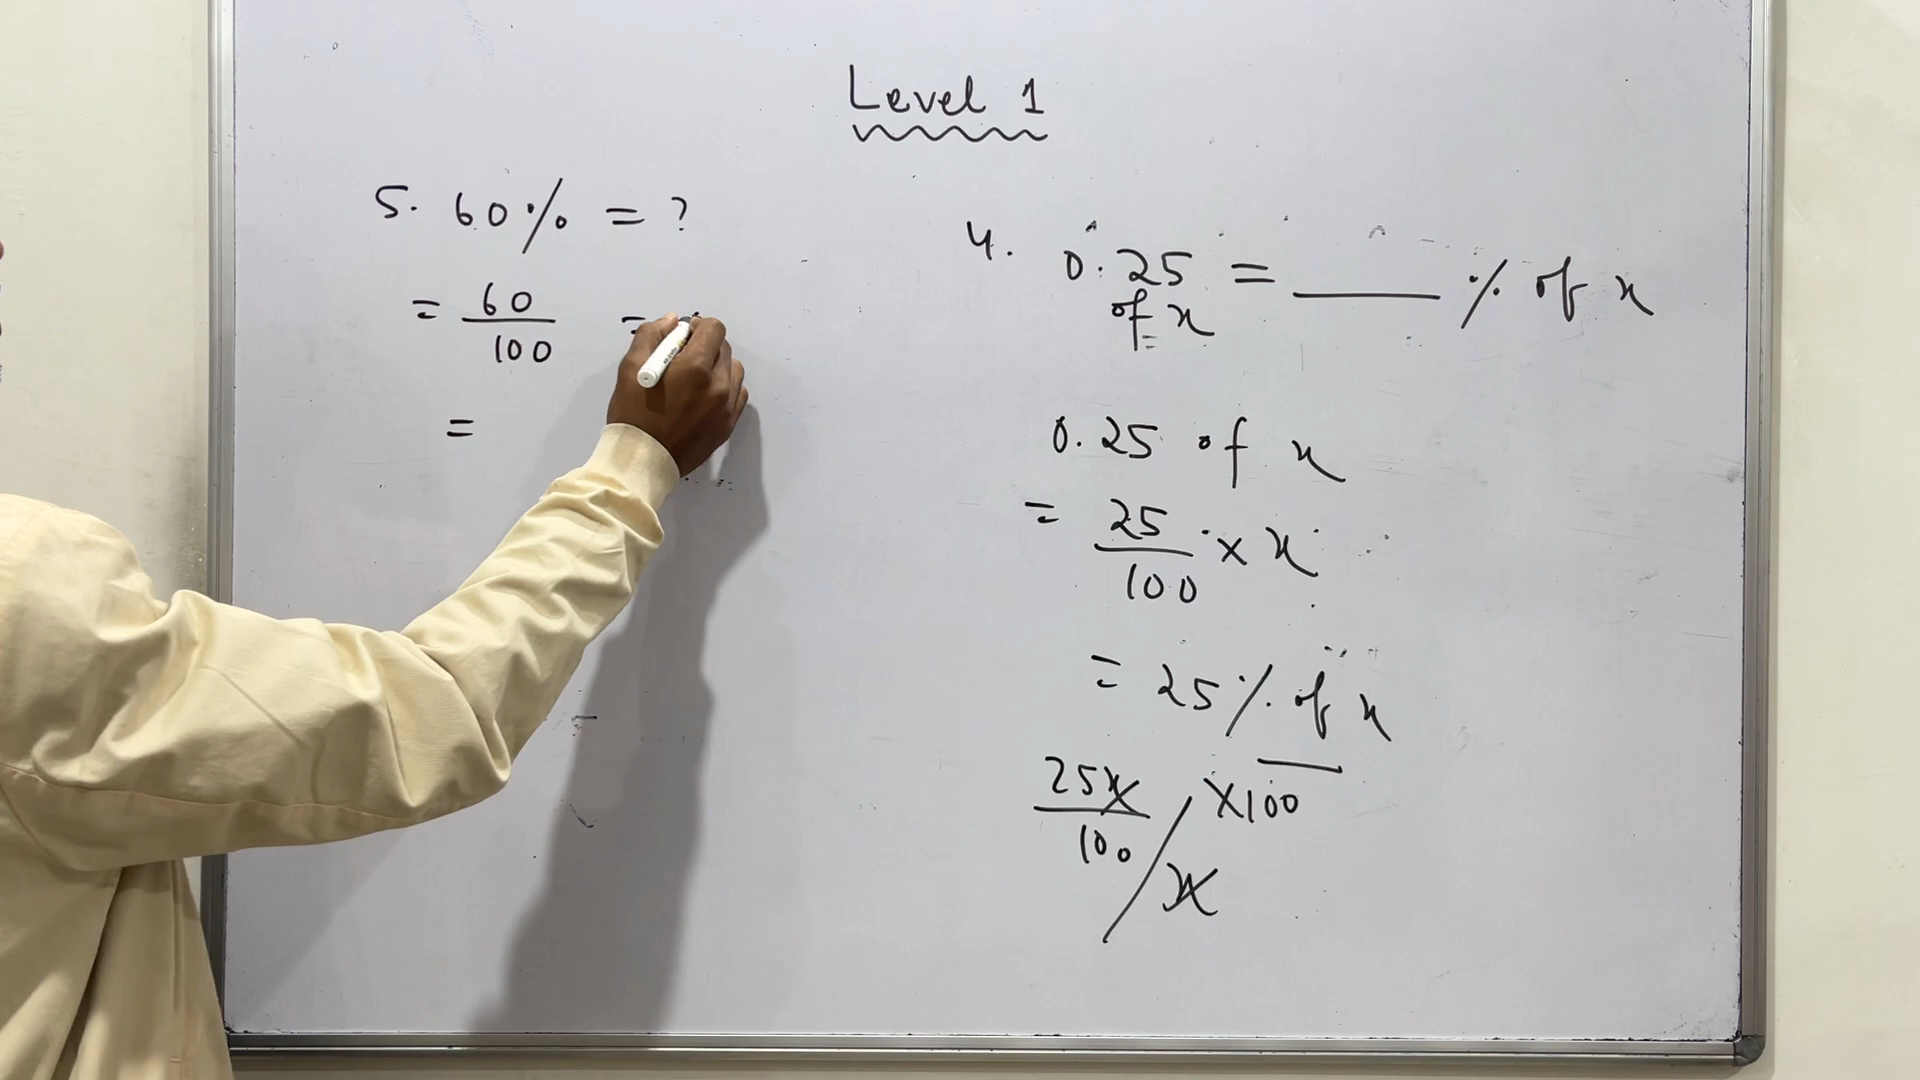 Level 1
5. 60% = ?
= 60/100 =
=
4. 0.25 of x = ____ % of x
0.25 of x
= 25/100 × x
= 25% of x
25x/100 / x ×100